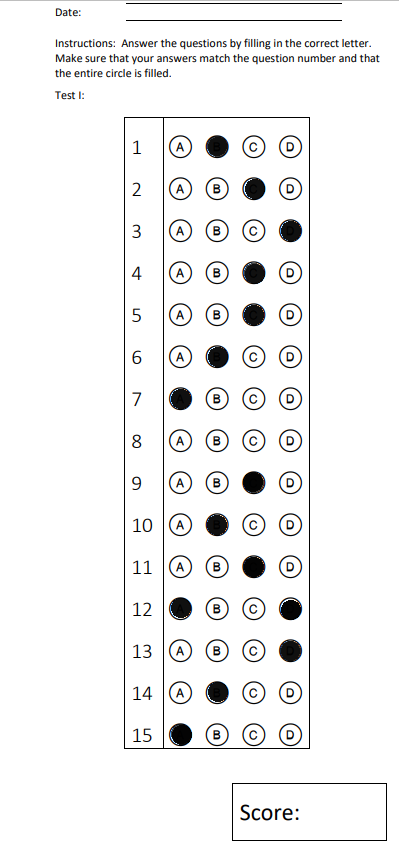 Date:
Instructions: Answer the questions by filling in the correct letter.
Make sure that your answers match the question number and that
the entire circle is filled.
Test I:
1 A B C D
2 A B C D
3 A B C D
4 A B C D
5 A B C D
6 A B C D
7 A B C D
8 A B C D
9 A B D
10 A B C D
11 A B C D
12 A B C
13 A B C D
14 A B C D
15 B C D
Score: